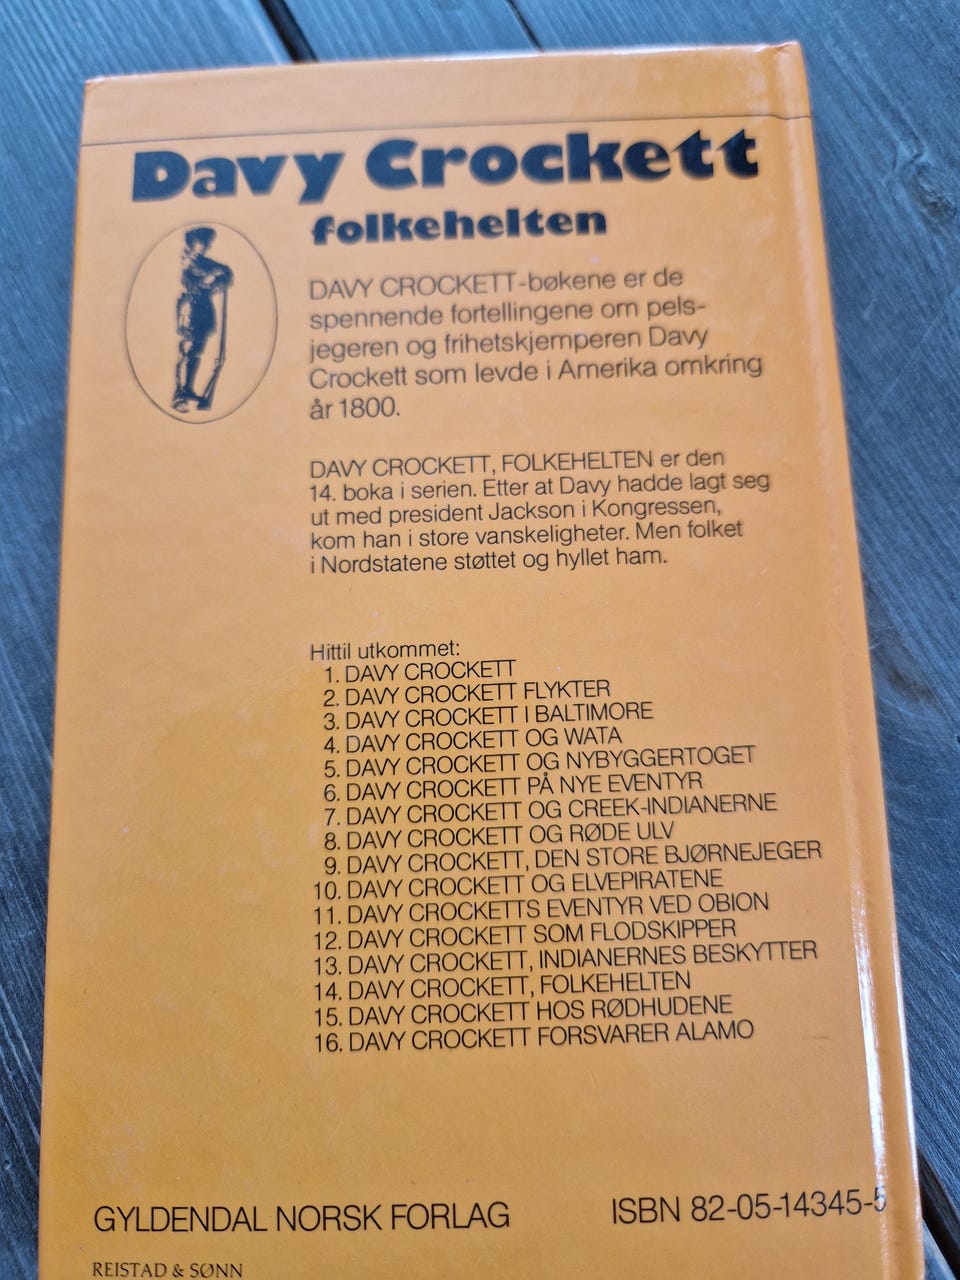 Davy Crockett
folkehelten
DAVY CROCKETT-bøkene er de
spennende fortellingene om pels-
jegeren og frihetskjemperen Davy
Crockett som levde i Amerika omkring
år 1800.
DAVY CROCKETT, FOLKEHELTEN er den
14. boka i serien. Etter at Davy hadde lagt seg
ut med president Jackson i Kongressen,
kom han i store vanskeligheter. Men folket
i Nordstatene støttet og hyllet ham.
Hittil utkommet:
1. DAVY CROCKETT
2. DAVY CROCKETT FLYKTER
3. DAVY CROCKETT I BALTIMORE
4. DAVY CROCKETT OG WATA
5. DAVY CROCKETT OG NYBYGGERTOGET
6. DAVY CROCKETT PÅ NYE EVENTYR
7. DAVY CROCKETT OG CREEK-INDIANERNE
8. DAVY CROCKETT OG RØDE ULV
9. DAVY CROCKETT, DEN STORE BJØRNEJEGER
10. DAVY CROCKETT OG ELVEPIRATENE
11. DAVY CROCKETTS EVENTYR VED OBION
12. DAVY CROCKETT SOM FLODSKIPPER
13. DAVY CROCKETT, INDIANERNES BESKYTTER
14. DAVY CROCKETT, FOLKEHELTEN
15. DAVY CROCKETT HOS RØDHUDENE
16. DAVY CROCKETT FORSVARER ALAMO
GYLDENDAL NORSK FORLAG
ISBN 82-05-14345-5
REISTAD & SØNN